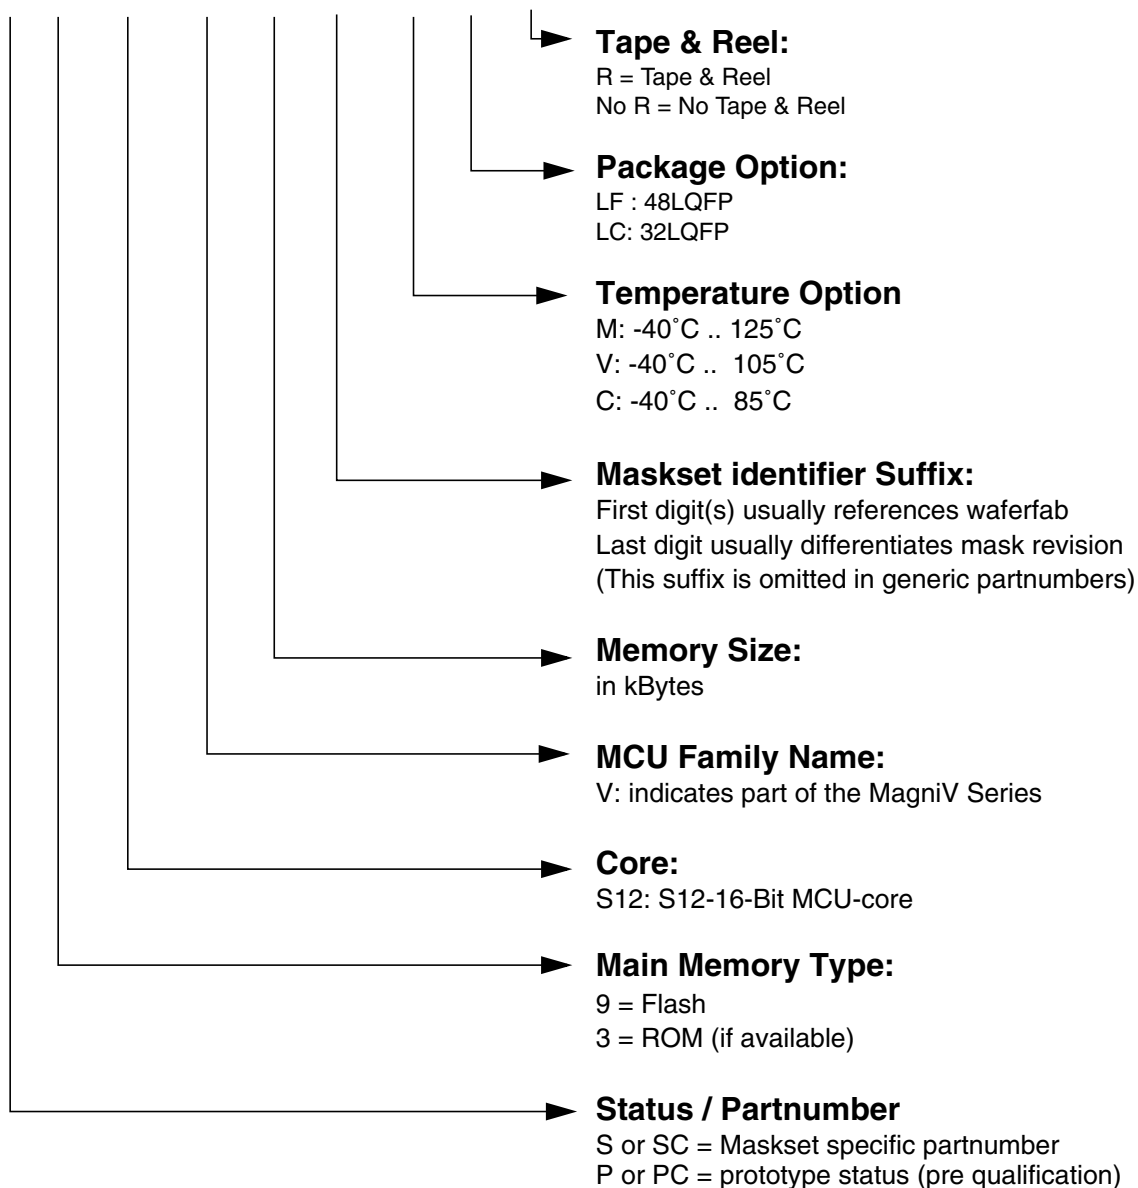 Tape & Reel:
R = Tape & Reel
No R = No Tape & Reel
Package Option:
LF : 48LQFP
LC: 32LQFP
Temperature Option
M: -40˚C .. 125˚C
V: -40˚C .. 105˚C
C: -40˚C .. 85˚C
Maskset identifier Suffix:
First digit(s) usually references waferfab
Last digit usually differentiates mask revision
(This suffix is omitted in generic partnumbers)
Memory Size:
in kBytes
MCU Family Name:
V: indicates part of the MagniV Series
Core:
S12: S12-16-Bit MCU-core
Main Memory Type:
9 = Flash
3 = ROM (if available)
Status / Partnumber
S or SC = Maskset specific partnumber
P or PC = prototype status (pre qualification)